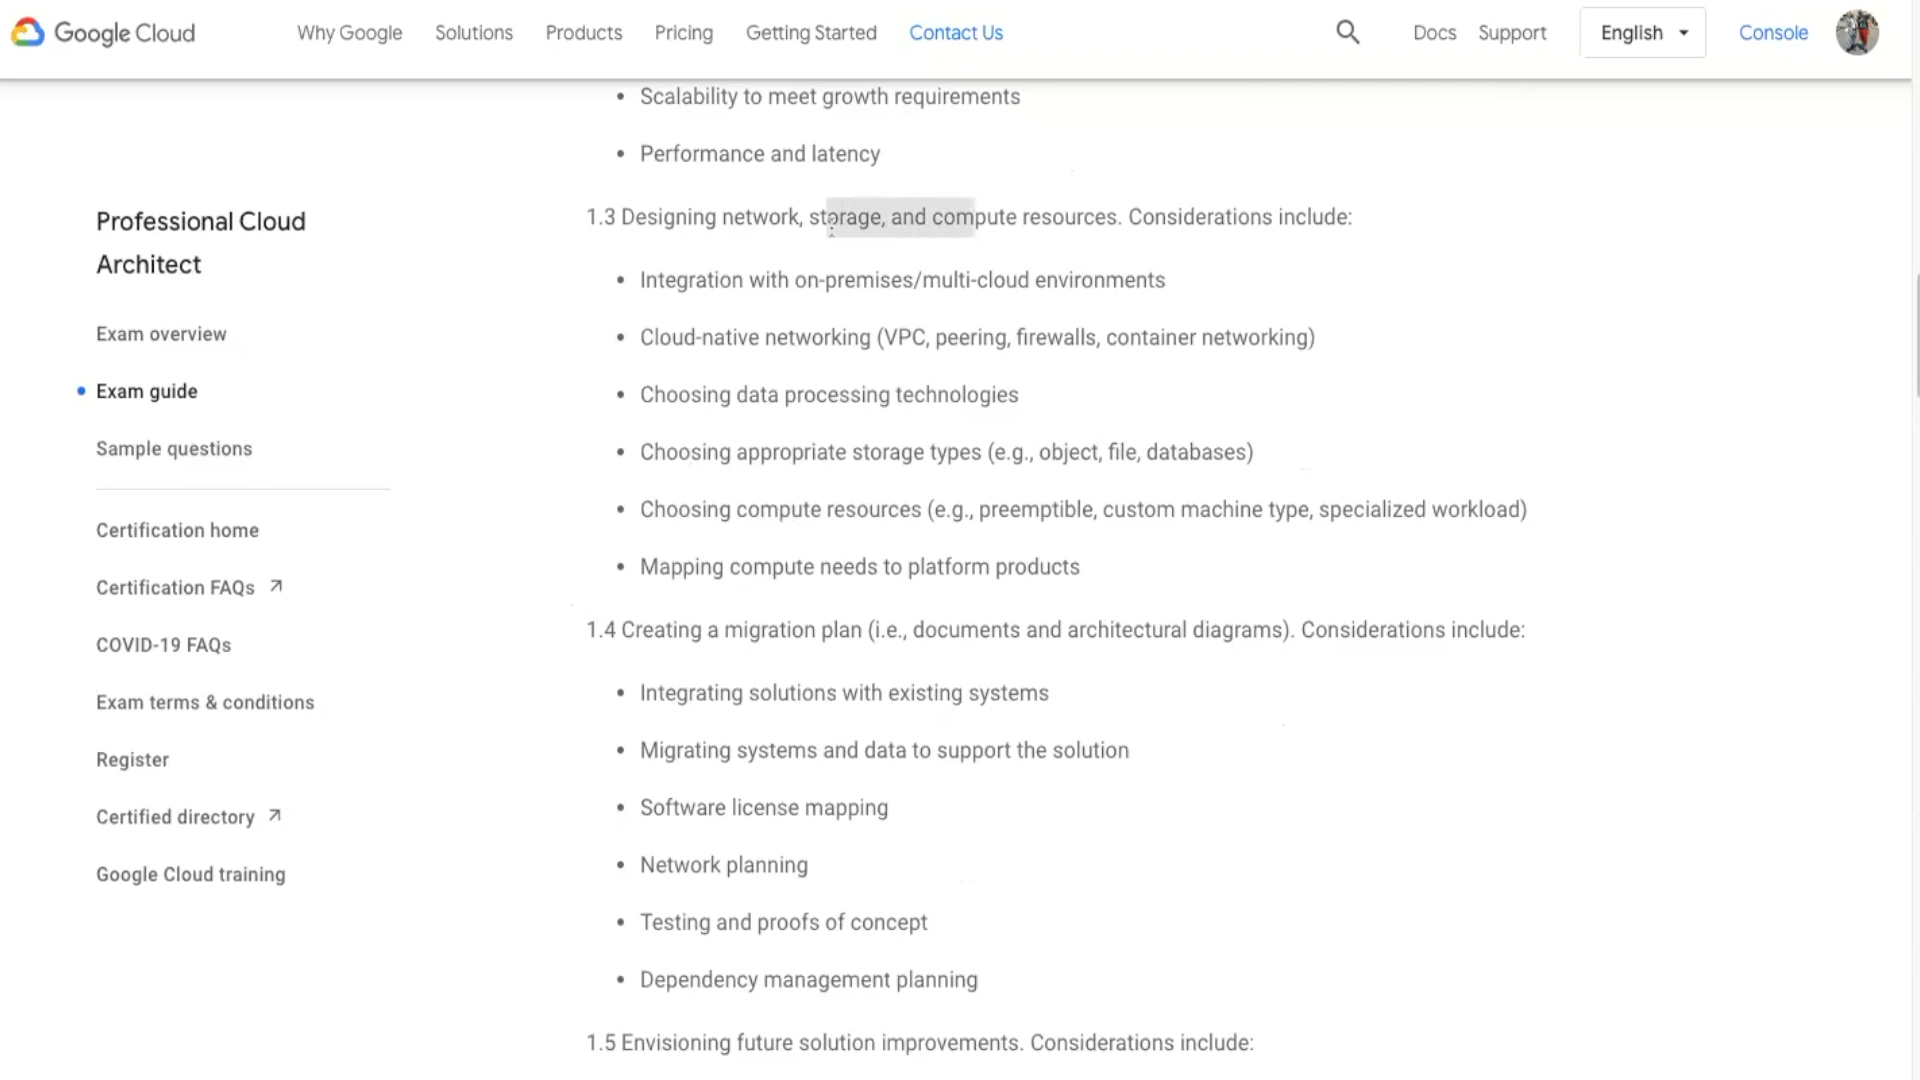 Google Cloud
Why Google
Solutions
Products
Pricing
Getting Started
Contact Us
Docs
Support
English
Console
Professional Cloud
Architect
Exam overview
Exam guide
Sample questions
Certification home
Certification FAQs
COVID-19 FAQs
Exam terms & conditions
Register
Certified directory
Google Cloud training
• Scalability to meet growth requirements
• Performance and latency
1.3 Designing network, storage, and compute resources. Considerations include:
• Integration with on-premises/multi-cloud environments
• Cloud-native networking (VPC, peering, firewalls, container networking)
• Choosing data processing technologies
• Choosing appropriate storage types (e.g., object, file, databases)
• Choosing compute resources (e.g., preemptible, custom machine type, specialized workload)
• Mapping compute needs to platform products
1.4 Creating a migration plan (i.e., documents and architectural diagrams). Considerations include:
• Integrating solutions with existing systems
• Migrating systems and data to support the solution
• Software license mapping
• Network planning
• Testing and proofs of concept
• Dependency management planning
1.5 Envisioning future solution improvements. Considerations include: